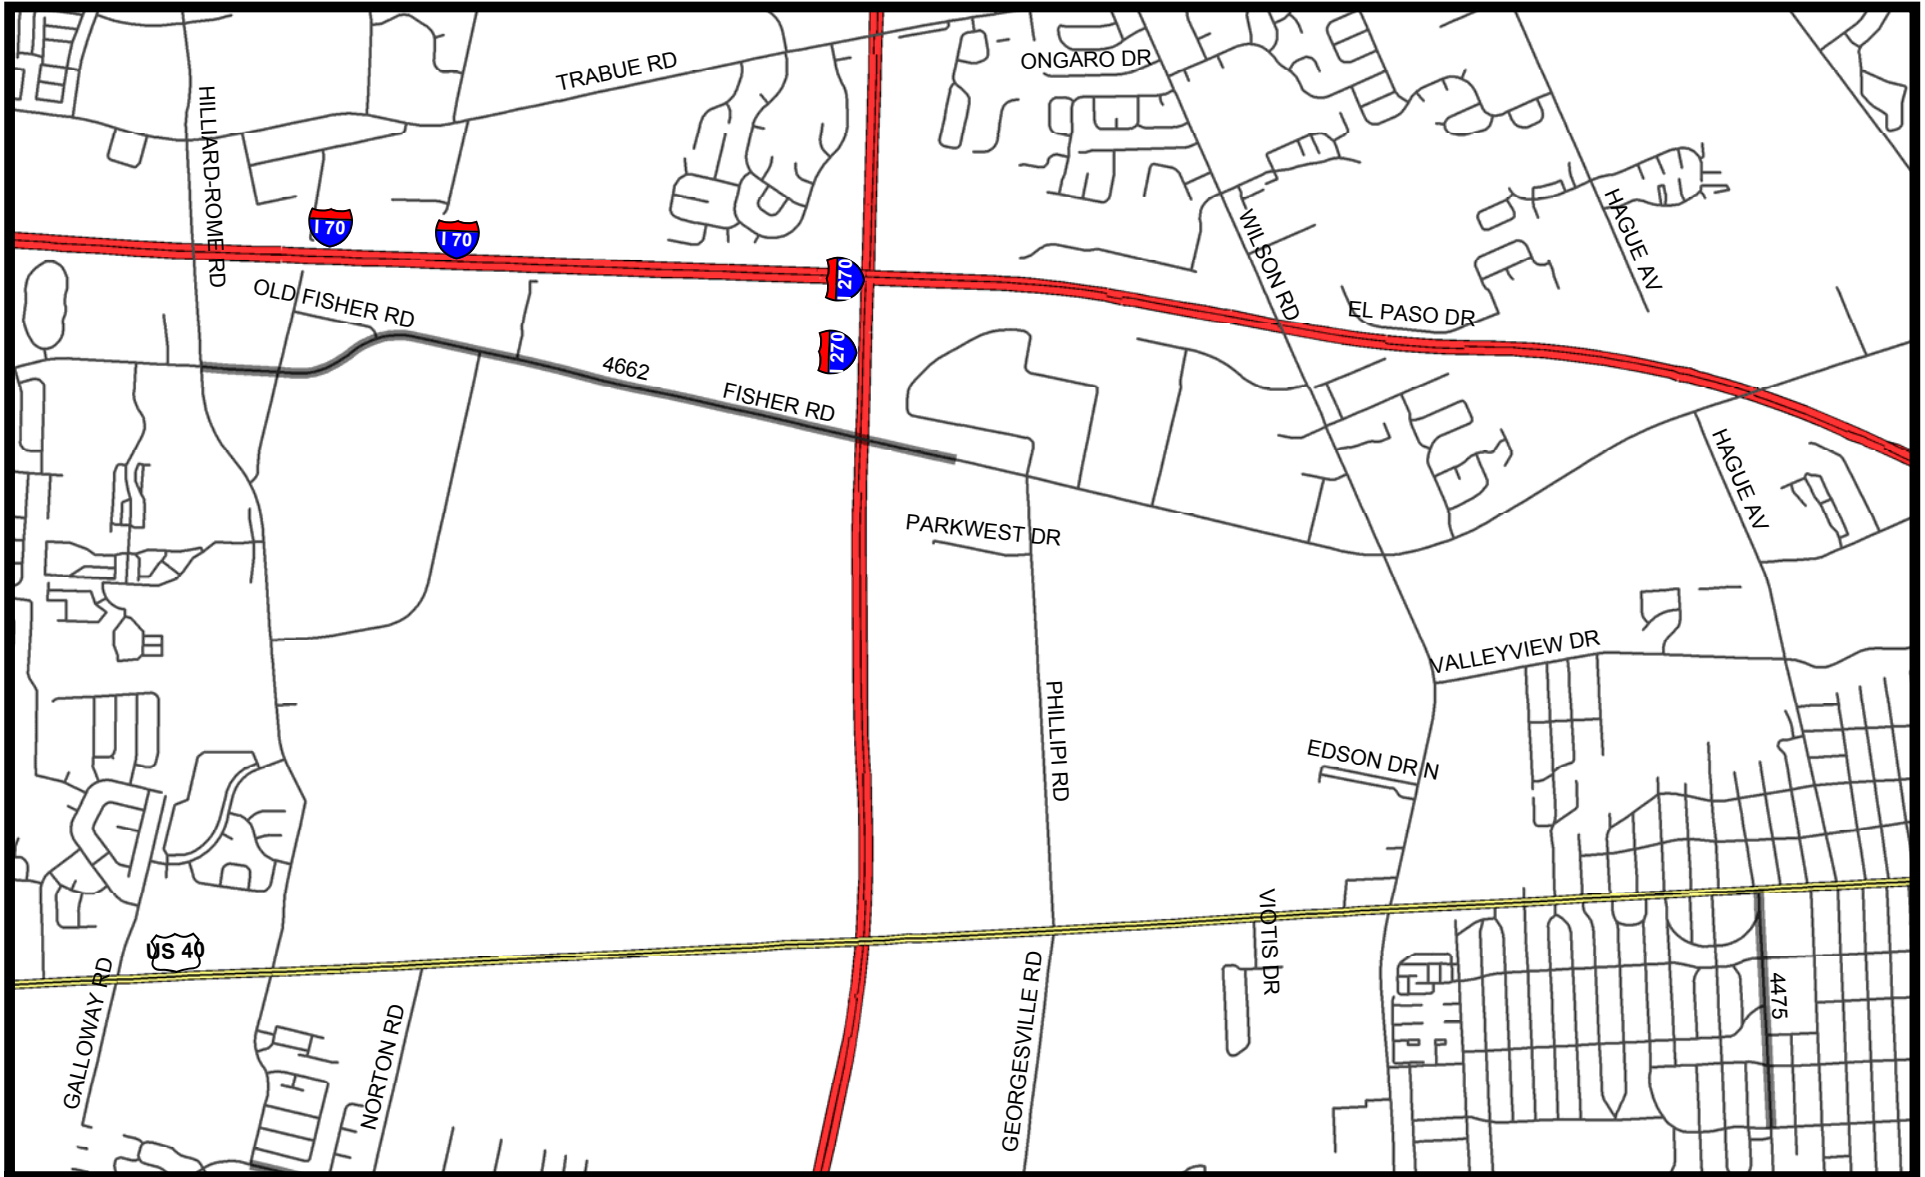 TRABUE RD
ONGARO DR
HILLIARD-ROME RD
I 70
I 70
HAGUE AV
WILSON RD
270
OLD FISHER RD
EL PASO DR
270
4662
FISHER RD
HAGUE AV
PARKWEST DR
VALLEYVIEW DR
PHILLIPI RD
EDSON DR N
VIOTIS DR
US 40
GALLOWAY RD
NORTON RD
GEORGESVILLE RD
4475